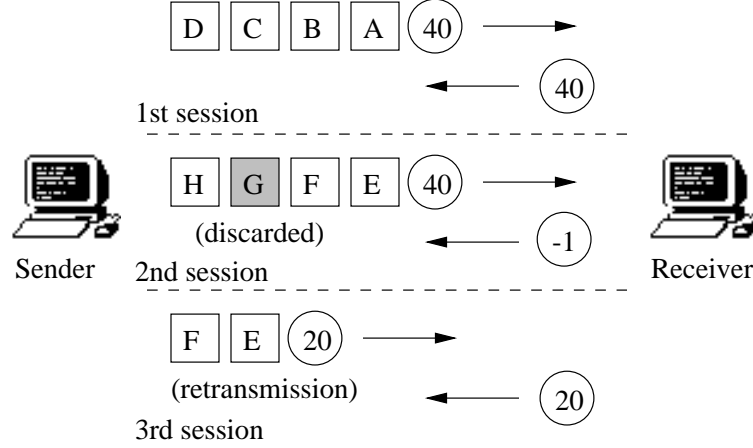 D C B A 40
40
1st session
H G F E 40
(discarded)
-1
Sender
2nd session
Receiver
F E 20
(retransmission)
20
3rd session